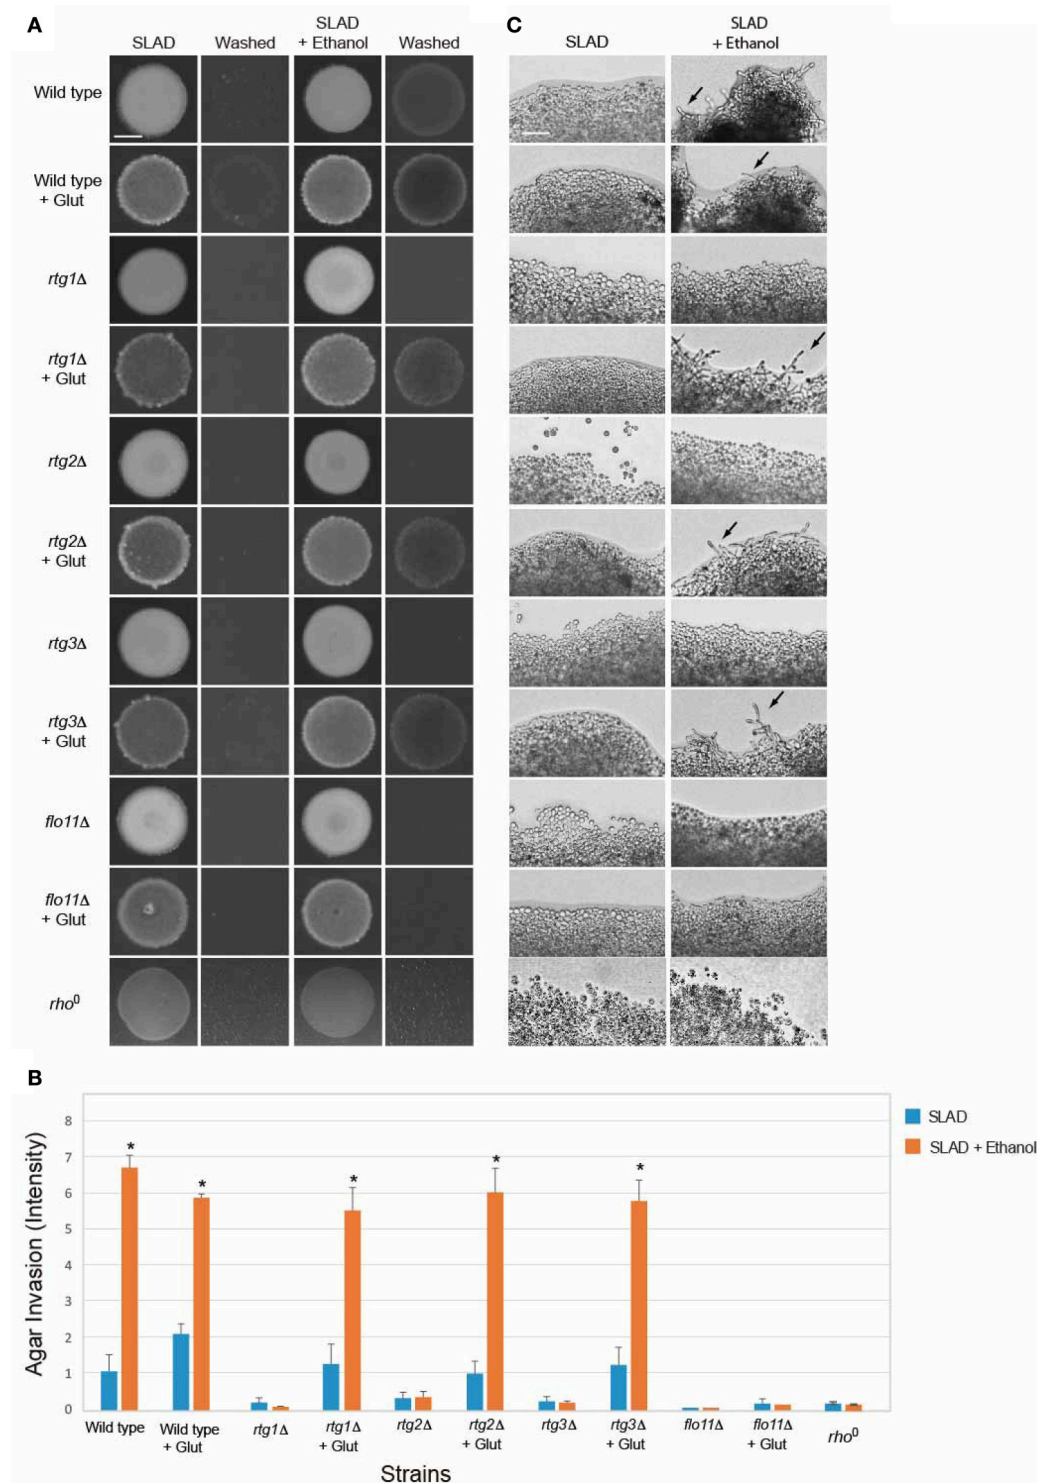 A
SLAD
Washed
SLAD
+ Ethanol
Washed
Wild type
Wild type
+ Glut
rtg1Δ
rtg1Δ
+ Glut
rtg2Δ
rtg2Δ
+ Glut
rtg3Δ
rtg3Δ
+ Glut
flo11Δ
flo11Δ
+ Glut
rho⁰
C
SLAD
SLAD
+ Ethanol
B
Agar Invasion (Intensity)
8
7
6
5
4
3
2
1
0
*
*
*
*
*
Wild type
Wild type
+ Glut
rtg1Δ
rtg1Δ
+ Glut
rtg2Δ
rtg2Δ
+ Glut
rtg3Δ
rtg3Δ
+ Glut
flo11Δ
flo11Δ
+ Glut
rho⁰
Strains
SLAD
SLAD + Ethanol